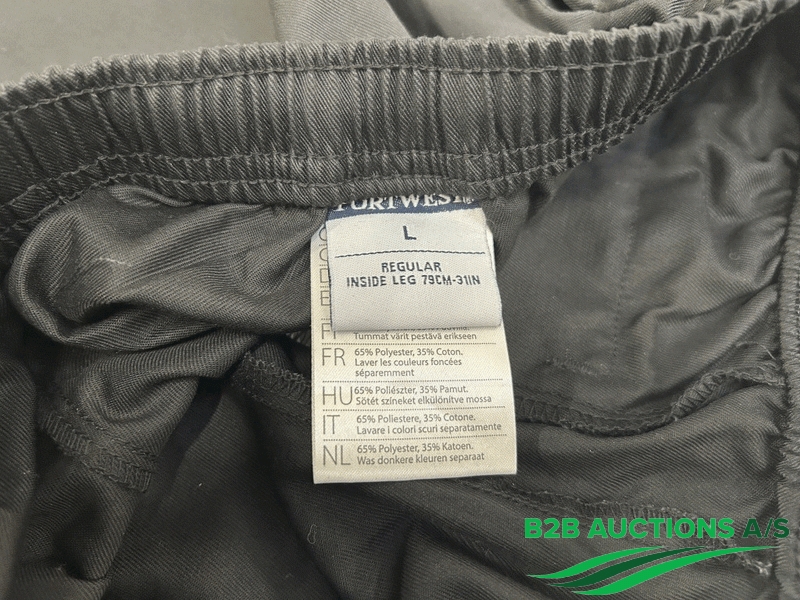 PORTWEST
L
REGULAR
INSIDE LEG 79CM-31IN
Tummat värit pestävä erikseen
FR 65% Polyester, 35% Coton.
Laver les couleurs foncées
séparemment
HU 65% Poliészter, 35% Pamut.
Sötét szineket elkülönitve mossa
IT 65% Poliestere, 35% Cotone.
Lavare i colori scuri separatamente
NL 65% Polyester, 35% Katoen.
Was donkere kleuren separaat
B2B AUCTIONS A/S